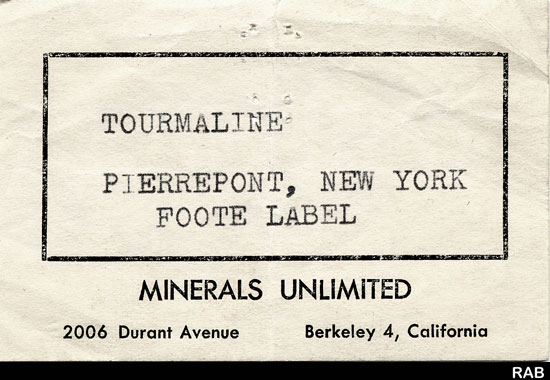 TOURMALINE
PIERREPONT, NEW YORK
FOOTE LABEL
MINERALS UNLIMITED
2006 Durant Avenue Berkeley 4, California
RAB